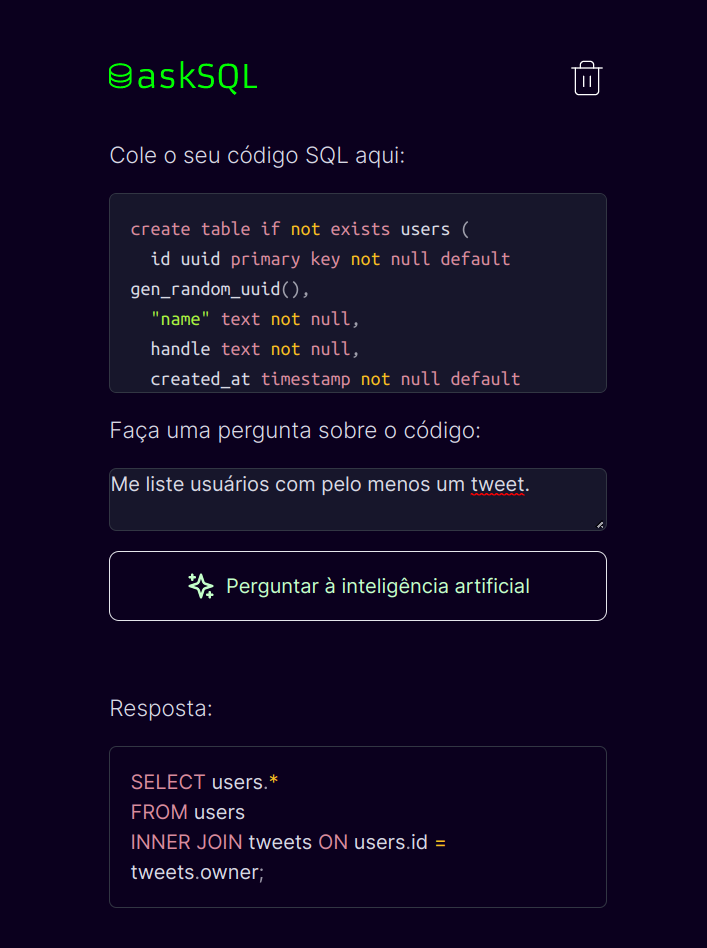 askSQL
Cole o seu código SQL aqui:
create table if not exists users (
id uuid primary key not null default
gen_random_uuid(),
"name" text not null,
handle text not null,
created_at timestamp not null default
Faça uma pergunta sobre o código:
Me liste usuários com pelo menos um tweet.
Perguntar à inteligência artificial
Resposta:
SELECT users.*
FROM users
INNER JOIN tweets ON users.id =
tweets.owner;